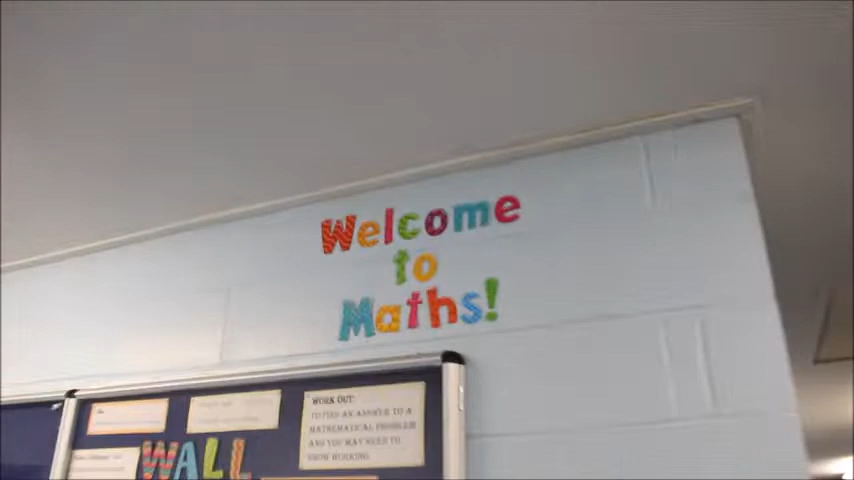 Welcome
to
Maths!
WORK OUT:
TO FIND AN ANSWER TO A
MATHEMATICAL PROBLEM
AND YOU MAY NEED TO
SHOW WORKING.
WALL